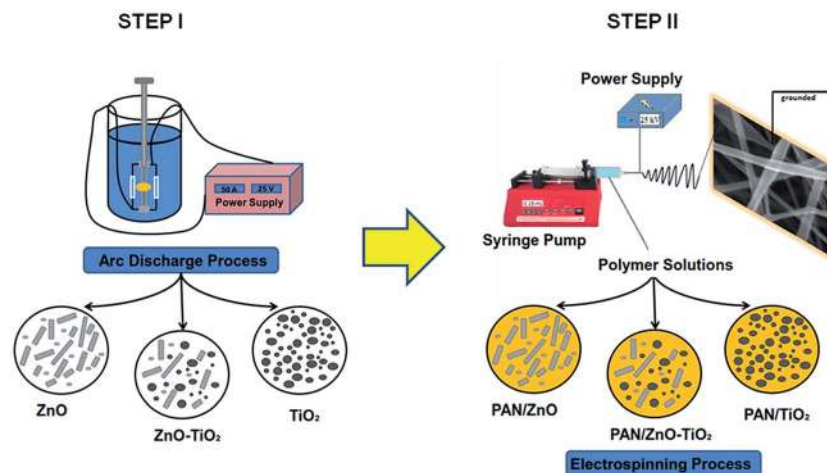 STEP I
STEP II
Power Supply
25 kV
grounded
50 A
25 V
Power Supply
Syringe Pump
Arc Discharge Process
Polymer Solutions
ZnO
ZnO-TiO₂
TiO₂
PAN/ZnO
PAN/ZnO-TiO₂
PAN/TiO₂
Electrospinning Process